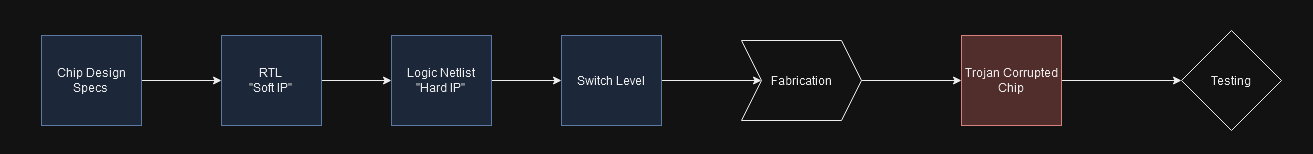 Chip Design
Specs
RTL
"Soft IP"
Logic Netlist
"Hard IP"
Switch Level
Fabrication
Trojan Corrupted
Chip
Testing